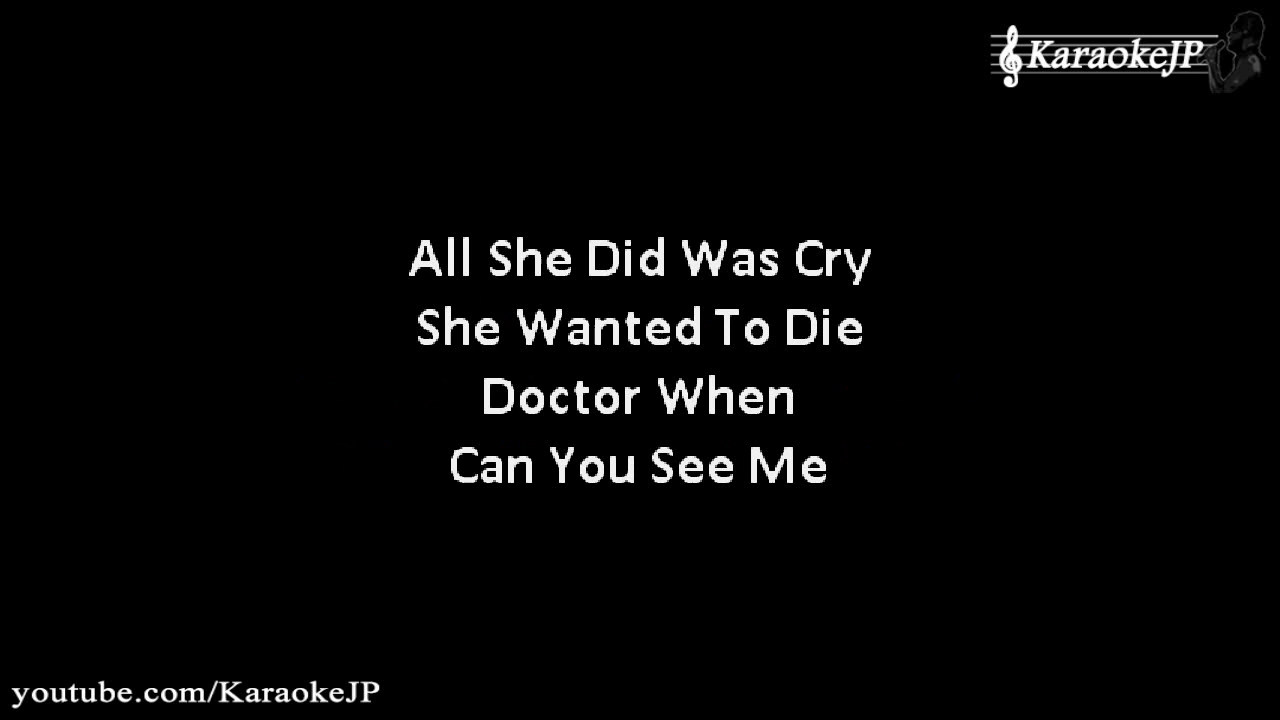 KaraokeJP
All She Did Was Cry
She Wanted To Die
Doctor When
Can You See Me
youtube.com/KaraokeJP